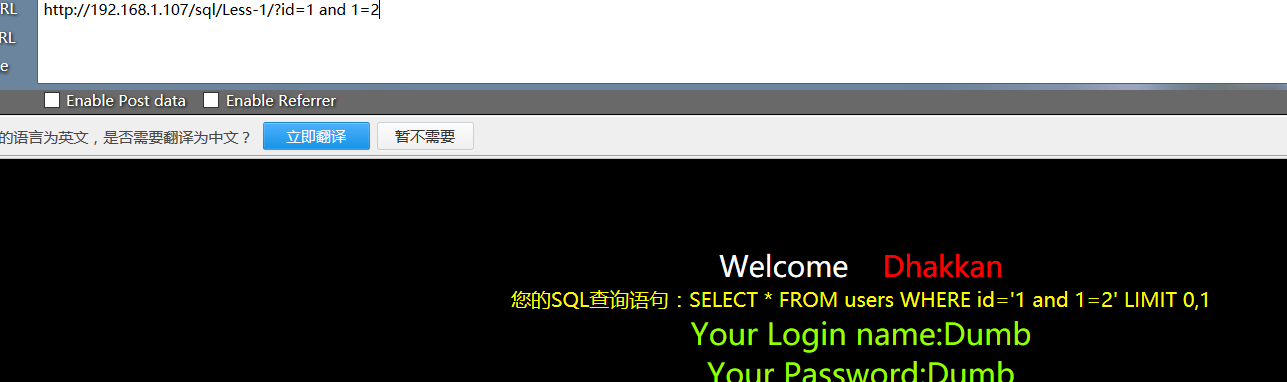 RL
http://192.168.1.107/sql/Less-1/?id=1 and 1=2
RL
e
Enable Post data Enable Referrer
的语言为英文，是否需要翻译为中文？ 立即翻译 暂不需要
Welcome Dhakkan
您的SQL查询语句：SELECT * FROM users WHERE id='1 and 1=2' LIMIT 0,1
Your Login name:Dumb
Your Password:Dumb